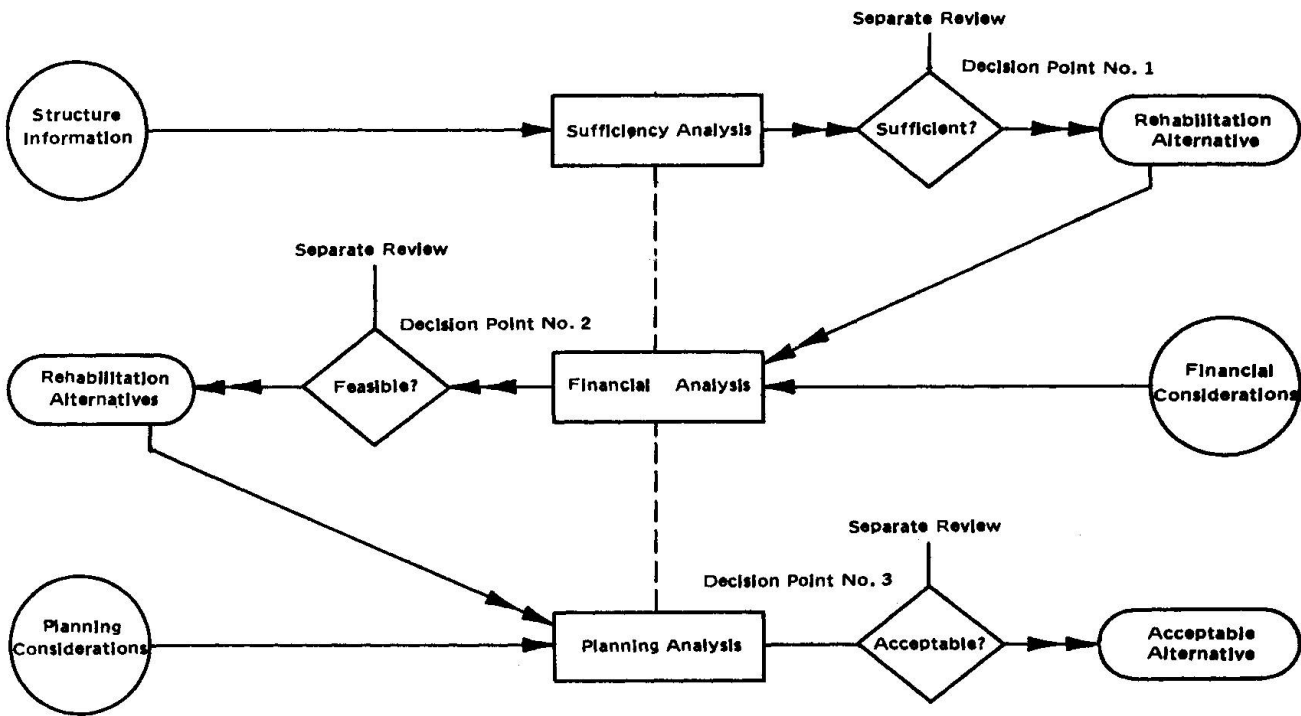 Separate Review
Decision Point No. 1
Structure
Information
Sufficiency Analysis
Sufficient?
Rehabilitation
Alternative
Separate Review
Decision Point No. 2
Rehabilitation
Alternatives
Feasible?
Financial Analysis
Financial
Considerations
Separate Review
Decision Point No. 3
Planning
Considerations
Planning Analysis
Acceptable?
Acceptable
Alternative